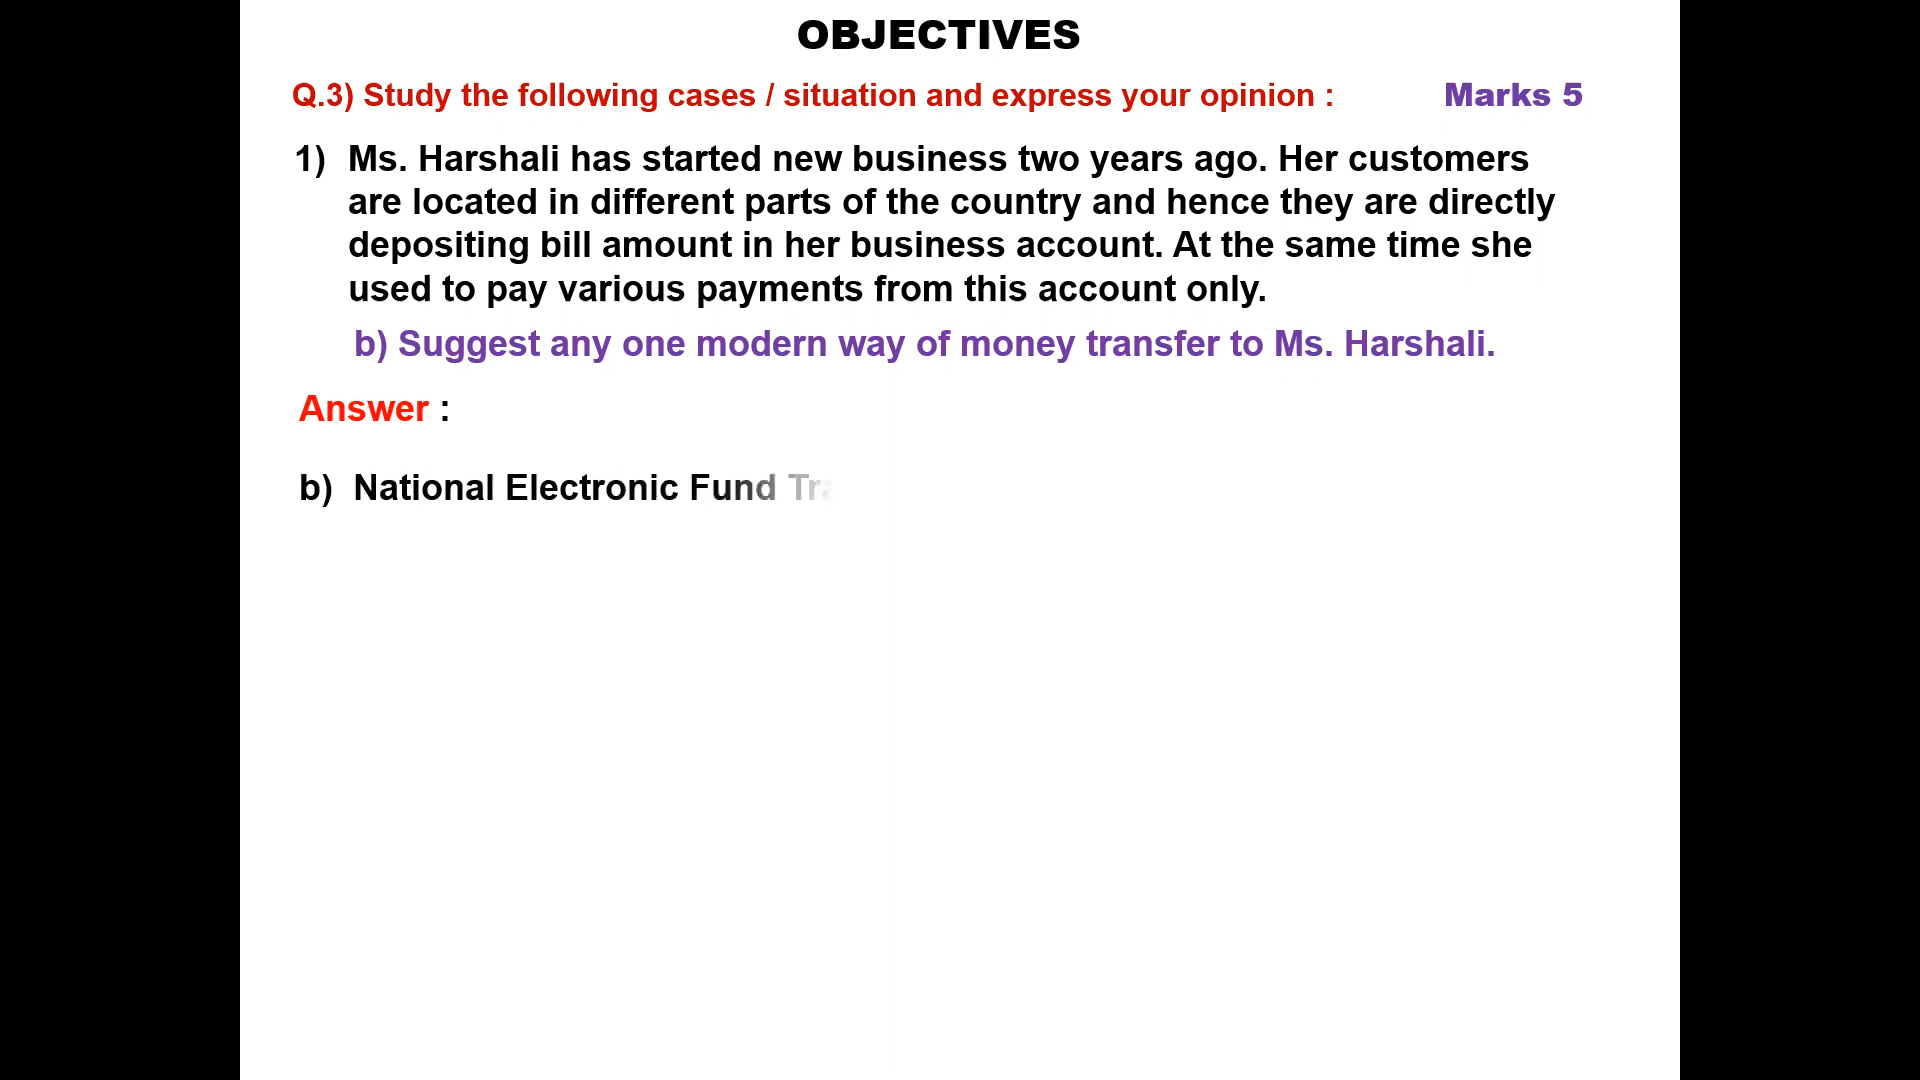 OBJECTIVES
Q.3) Study the following cases / situation and express your opinion : Marks 5
1) Ms. Harshali has started new business two years ago. Her customers
are located in different parts of the country and hence they are directly
depositing bill amount in her business account. At the same time she
used to pay various payments from this account only.
b) Suggest any one modern way of money transfer to Ms. Harshali.
Answer :
b) National Electronic Fund